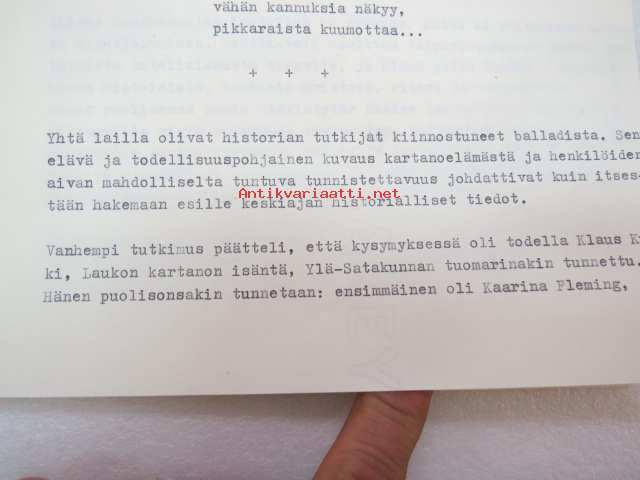 vähän kannuksia näkyy,
pikkaraista kuumottaa...
+ + +
Yhtä lailla olivat historian tutkijat kiinnostuneet balladista. Sen
elävä ja todellisuuspohjainen kuvaus kartanoelämästä ja henkilöiden
aivan mahdolliselta tuntuva tunnistettavuus johdattivat kuin itses-
Antikvariaatti.net
tään hakemaan esille keskiajan historialliset tiedot.
Vanhempi tutkimus päätteli, että kysymyksessä oli todella Klaus Ku
ki, Laukon kartanon isäntä, Ylä-Satakunnan tuomarinakin tunnettu.
Hänen puolisonsakin tunnetaan: ensimmäinen oli Kaarina Fleming,